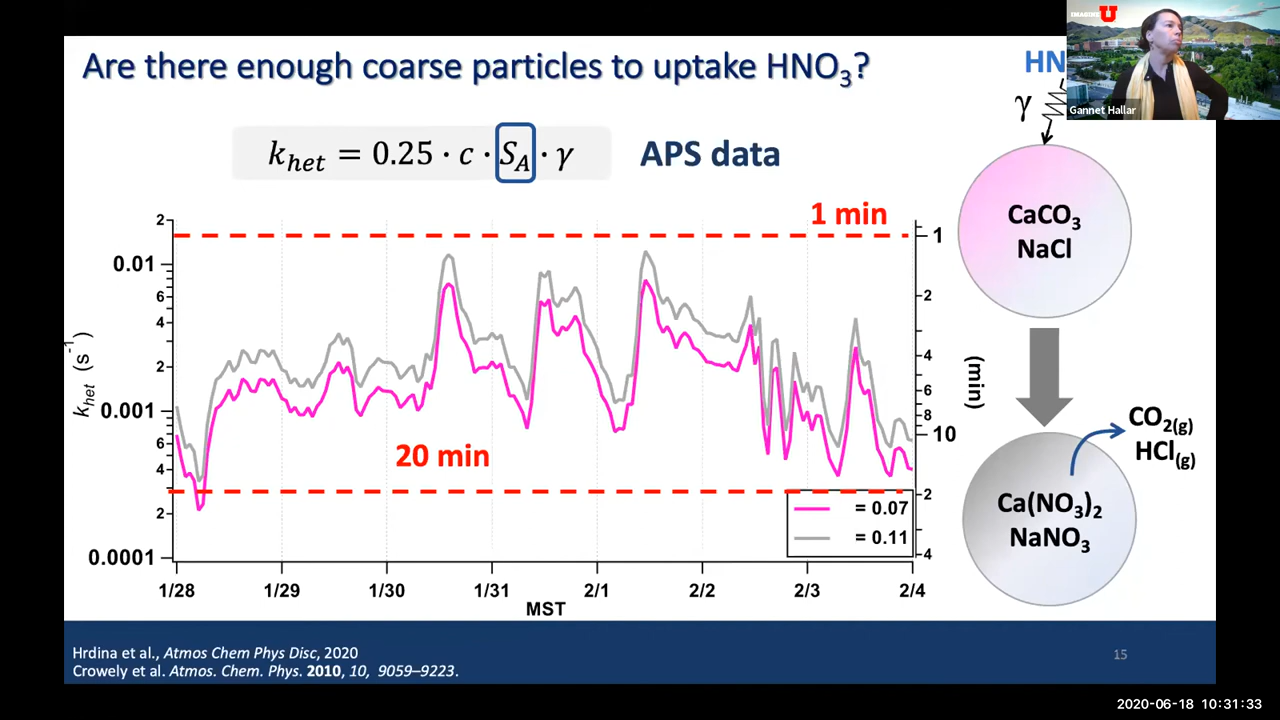 Are there enough coarse particles to uptake HNO₃?
HN
IMAGINE U
Gannet Hallar
γ
k_het = 0.25 · c · S_A · γ
APS data
1 min
CaCO₃
NaCl
2
0.01
6
4
2
0.001
6
4
2
0.0001
k_het (s⁻¹)
1
2
4
6
8
10
2
4
(min)
20 min
= 0.07
= 0.11
1/28
1/29
1/30
1/31
2/1
2/2
2/3
2/4
MST
CO₂(g)
HCl(g)
Ca(NO₃)₂
NaNO₃
Hrdina et al., Atmos Chem Phys Disc, 2020
Crowely et al. Atmos. Chem. Phys. 2010, 10, 9059–9223.
15
2020-06-18 10:31:33